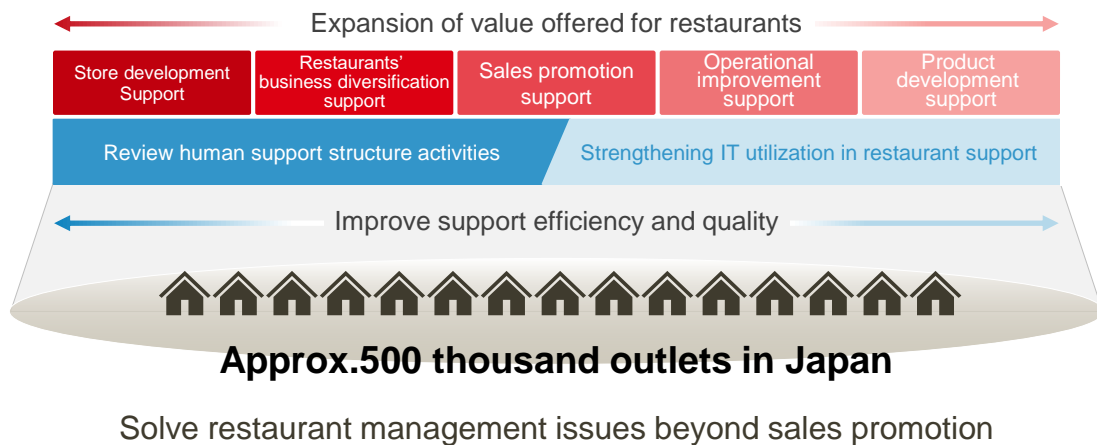 Expansion of value offered for restaurants
Store development
Support
Restaurants'
business diversification
support
Sales promotion
support
Operational
improvement
support
Product
development
support
Review human support structure activities
Strengthening IT utilization in restaurant support
Improve support efficiency and quality
Approx.500 thousand outlets in Japan
Solve restaurant management issues beyond sales promotion